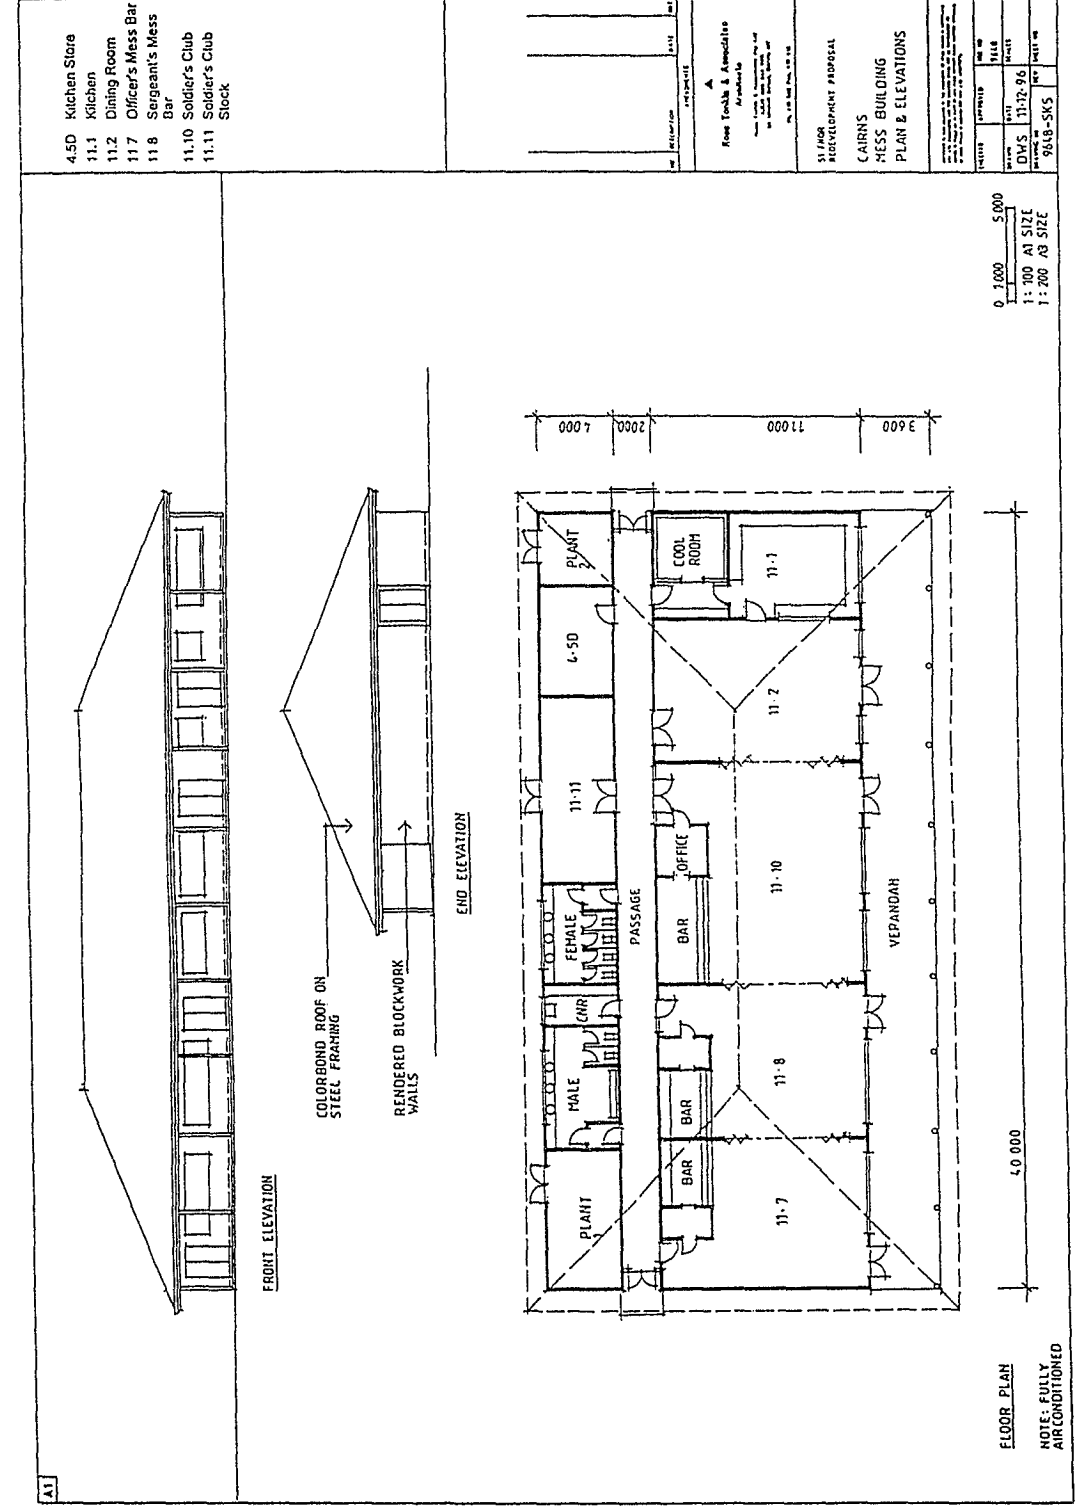 A1
FRONT ELEVATION
COLORBOND ROOF ON
STEEL FRAMING
RENDERED BLOCKWORK
WALLS
END ELEVATION
PLANT
MALE
CNR
FEMALE
11·11
4·5D
PLANT
2
PASSAGE
BAR
BAR
BAR
OFFICE
COOL
ROOM
11·7
11·8
11·10
11·2
11·1
VERANDAH
4000
2000
11000
3600
40 000
FLOOR PLAN
NOTE: FULLY
AIRCONDITIONED
0 1000 5000
1:100 A1 SIZE
1:200 A3 SIZE
4.5D Kitchen Store
11.1 Kitchen
11.2 Dining Room
11 7 Officer's Mess Bar
11 8 Sergeant's Mess
Bar
11.10 Soldier's Club
11.11 Soldier's Club
Stock
DESCRIPTION DATE
Architects
51 FNQR
REDEVELOPMENT PROPOSAL
CAIRNS
MESS BUILDING
PLAN & ELEVATIONS
CHECKED APPROVED
9648
DWS 11-12-96
9648-SK5